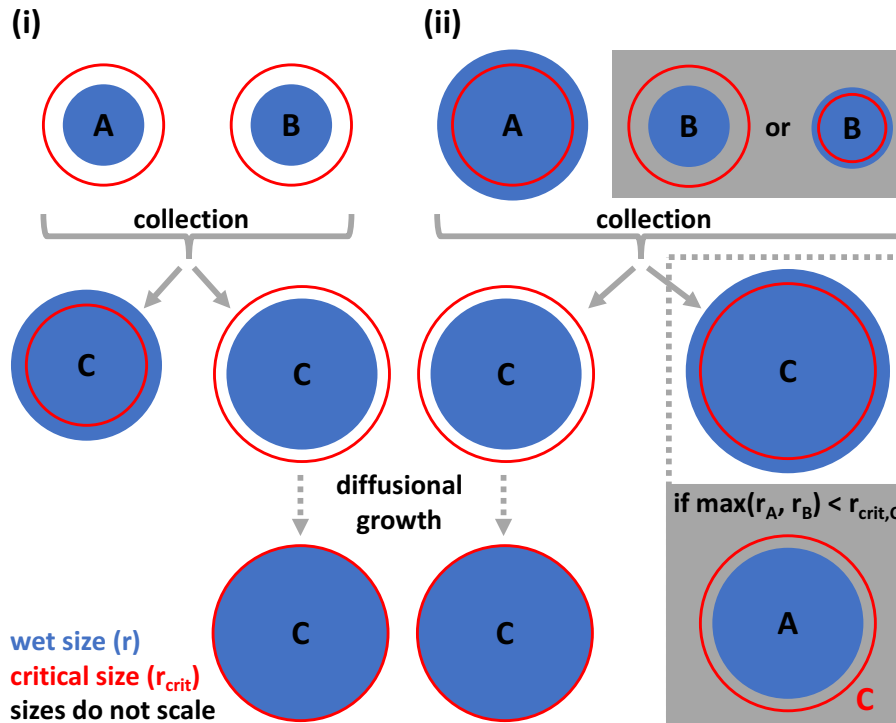 (i)
(ii)
A
B
A
B
or
B
collection
collection
C
C
C
C
diffusional
growth
if max(r_A, r_B) < r_crit,C
C
C
A
C
wet size (r)
critical size (r_crit)
sizes do not scale